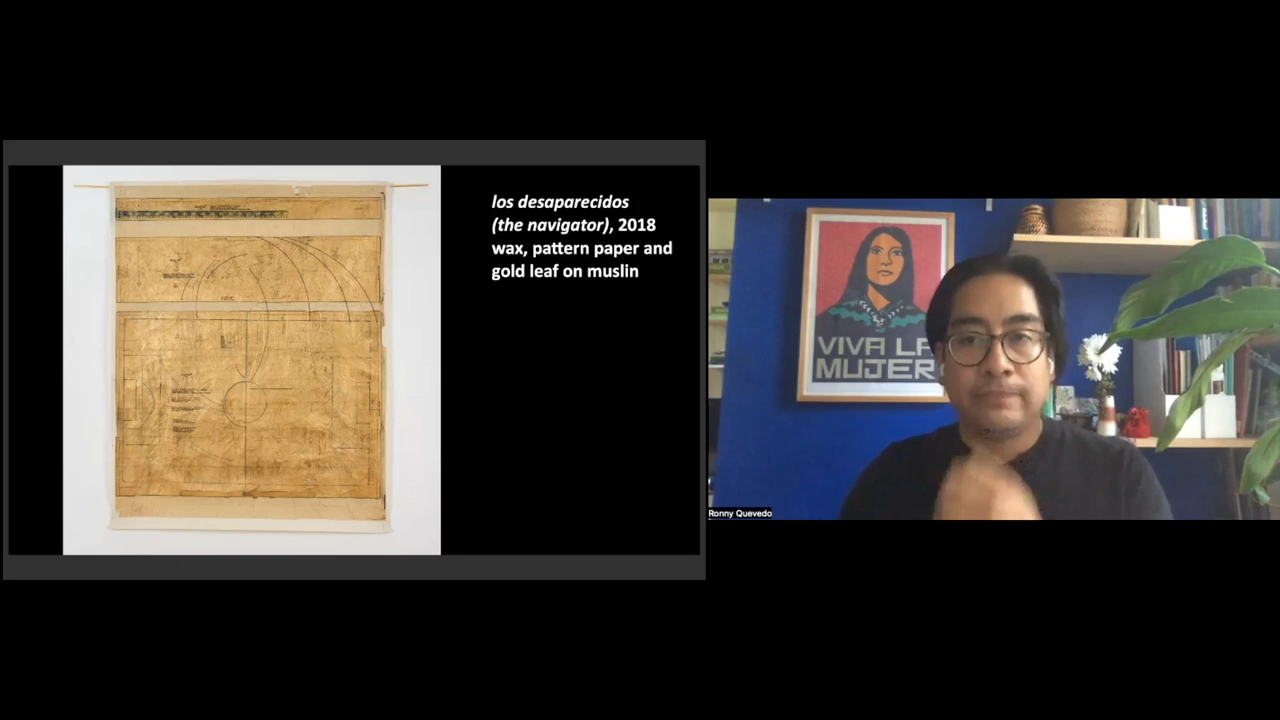 los desaparecidos
(the navigator), 2018
wax, pattern paper and
gold leaf on muslin
VIVA LA
MUJER
Ronny Quevedo